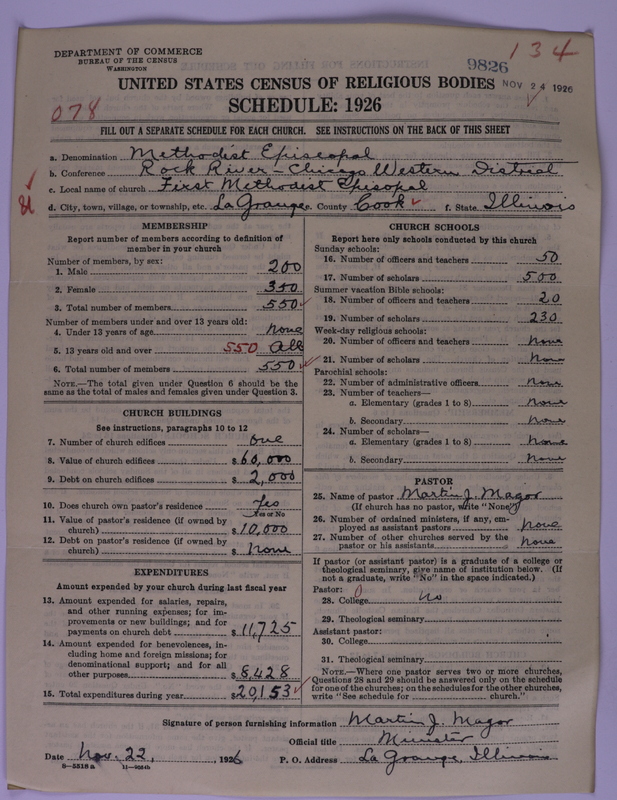 DEPARTMENT OF COMMERCE
BUREAU OF THE CENSUS
WASHINGTON
9826
134
NOV 24 1926
UNITED STATES CENSUS OF RELIGIOUS BODIES
078
SCHEDULE: 1926
FILL OUT A SEPARATE SCHEDULE FOR EACH CHURCH. SEE INSTRUCTIONS ON THE BACK OF THIS SHEET
a. Denomination Methodist Episcopal
b. Conference Rock River - Chicago Western District
c. Local name of church First Methodist Episopal
d. City, town, village, or township, etc. La Grange e. County Cook f. State Illinois
MEMBERSHIP
Report number of members according to definition of
member in your church
Number of members, by sex:
1. Male 200
2. Female 350
3. Total number of members 550
Number of members under and over 13 years old:
4. Under 13 years of age none
5. 13 years old and over 550 All
6. Total number of members 550
NOTE.—The total given under Question 6 should be the
same as the total of males and females given under Question 3.
CHURCH BUILDINGS
See instructions, paragraphs 10 to 12
7. Number of church edifices one
8. Value of church edifices $60,000
9. Debt on church edifices $2,000
10. Does church own pastor's residence Yes
Yes or No
11. Value of pastor's residence (if owned by
church) $10,000
12. Debt on pastor's residence (if owned by
church) $none
EXPENDITURES
Amount expended by your church during last fiscal year
13. Amount expended for salaries, repairs,
and other running expenses; for im-
provements or new buildings; and for
payments on church debt $11,725
14. Amount expended for benevolences, in-
cluding home and foreign missions; for
denominational support; and for all
other purposes $8,428
15. Total expenditures during year $20,153
CHURCH SCHOOLS
Report here only schools conducted by this church
Sunday schools:
16. Number of officers and teachers 50
17. Number of scholars 500
Summer vacation Bible schools:
18. Number of officers and teachers 20
19. Number of scholars 230
Week-day religious schools:
20. Number of officers and teachers none
21. Number of scholars none
Parochial schools:
22. Number of administrative officers none
23. Number of teachers—
a. Elementary (grades 1 to 8) none
b. Secondary none
24. Number of scholars—
a. Elementary (grades 1 to 8) none
b. Secondary none
PASTOR
25. Name of pastor Martin J. Magor
(If church has no pastor, write "None")
26. Number of ordained ministers, if any, em-
ployed as assistant pastors none
27. Number of other churches served by the
pastor or his assistants none
If pastor (or assistant pastor) is a graduate of a college or
theological seminary, give name of institution below. (If
not a graduate, write "No" in the space indicated.)
Pastor:
28. College No
29. Theological seminary
Assistant pastor:
30. College
31. Theological seminary
NOTE.—Where one pastor serves two or more churches,
Questions 28 and 29 should be answered only on the schedule
for one of the churches; on the schedules for the other churches,
write "See schedule for church."
Signature of person furnishing information Martin J. Magor
Official title Minister
Date Nov. 22, 1926 P. O. Address La Grange, Illinois
8-5518a 11-9054b